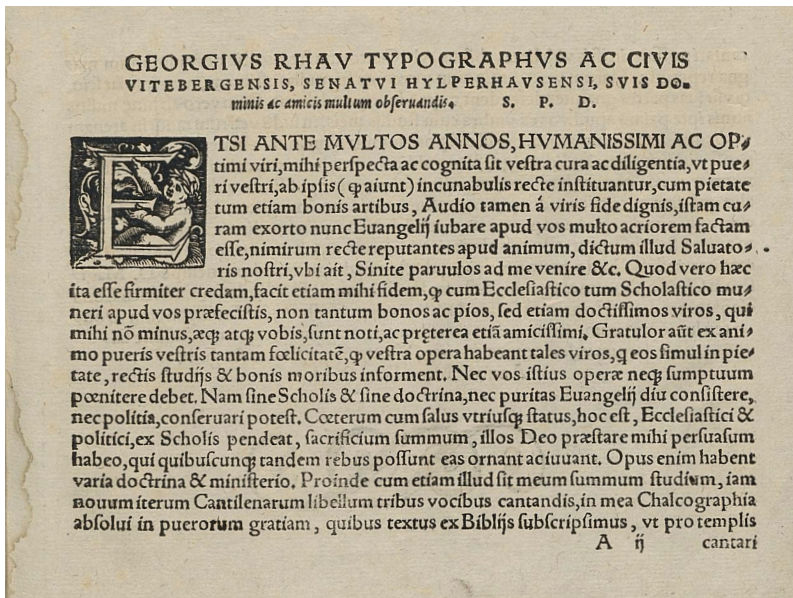 GEORGIVS RHAV TYPOGRAPHVS AC CIVIS
VITEBERGENSIS, SENATVI HYLPERHAVSENSI, SVIS DO⸗
minis ac amicis multum obseruandis. S. P. D.
ETSI ANTE MVLTOS ANNOS, HVMANISSIMI AC OP⸗
timi viri, mihi perspecta ac cognita sit vestra cura ac diligentia, vt pue⸗
ri vestri, ab ipsis (ꝙ aiunt) incunabulis recte instituantur, cum pietate
tum etiam bonis artibus, Audio tamen á viris fide dignis, istam cu⸗
ram exorto nunc Euangelij iubare apud vos multo acriorem factam
esse, nimirum recte reputantes apud animum, dictum illud Saluato⸗
ris nostri, vbi ait, Sinite paruulos ad me venire &c. Quod vero hæc
ita esse firmiter credam, facit etiam mihi fidem, ꝙ cum Ecclesiastico tum Scholastico mu⸗
neri apud vos præfecistis, non tantum bonos ac pios, sed etiam doctissimos viros, qui
mihi nō minus, æqꝫ atqꝫ vobis, sunt noti, ac pręterea etiā amicissimi. Gratulor aūt ex ani⸗
mo pueris vestris tantam fœlicitatē, ꝙ vestra opera habeant tales viros, q eos simul in pie⸗
tate, rectis studijs & bonis moribus informent. Nec vos istius operæ neqꝫ sumptuum
pœnitere debet. Nam sine Scholis & sine doctrina, nec puritas Euangelij diu consistere,
nec politia, conseruari potest. Cœterum cum salus vtriusqꝫ status, hoc est, Ecclesiastici &
politici, ex Scholis pendeat, sacrificium summum, illos Deo præstare mihi persuasum
habeo, qui quibuscunqꝫ tandem rebus possunt eas ornant ac iuuant. Opus enim habent
varia doctrina & ministerio. Proinde cum etiam illud sit meum summum studium, iam
nouum iterum Cantilenarum libellum tribus vocibus cantandis, in mea Chalcographia
absolui in puerorum gratiam, quibus textus ex Biblijs subscripsimus, vt pro templis
A ij cantari